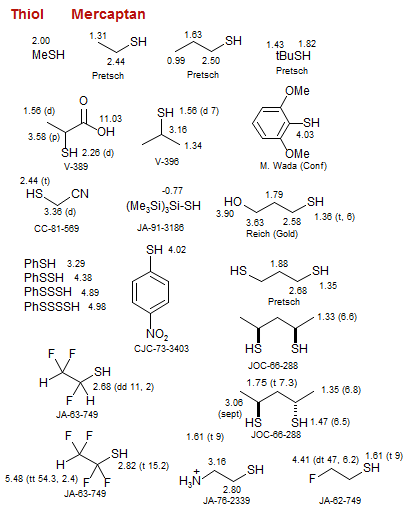 Thiol Mercaptan
2.00
MeSH
1.31
SH
2.44
Pretsch
1.63
SH
0.99 2.50
Pretsch
1.43 1.82
tBuSH
Pretsch
1.56 (d)
O
11.03
OH
3.58 (p)
SH 2.26 (d)
V-389
SH 1.56 (d 7)
3.16
1.34
V-396
OMe
SH
4.03
OMe
M. Wada (Conf)
2.44 (t)
HS CN
3.36 (d)
CC-81-569
-0.77
(Me3Si)3Si-SH
JA-91-3186
1.79
HO SH
3.90
3.63 2.58 1.36 (t, 6)
Reich (Gold)
PhSH 3.29
PhSSH 4.38
PhSSSH 4.89
PhSSSSH 4.98
SH 4.02
NO2
CJC-73-3403
1.88
HS SH
2.68 1.35
Pretsch
1.33 (6.6)
HS SH
JOC-66-288
F F
H SH
2.68 (dd 11, 2)
F H
JA-63-749
1.75 (t 7.3)
1.35 (6.8)
3.06
(sept)
HS SH 1.47 (6.5)
JOC-66-288
F F
H SH
2.82 (t 15.2)
5.48 (tt 54.3, 2.4) F F
JA-63-749
1.61 (t 9)
3.16
+
H3N SH
2.80
JA-76-2339
4.41 (dt 47, 6.2) 1.61 (t 9)
F SH
JA-62-749